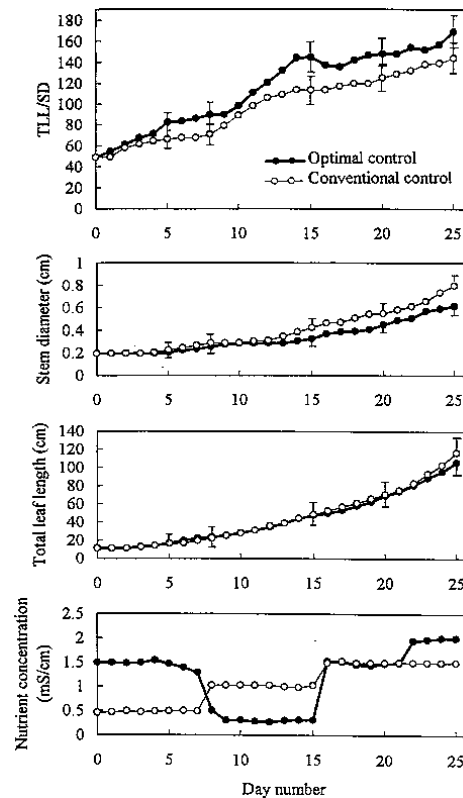 TLL/SD
180
160
140
120
100
80
60
40
20
0
Optimal control
Conventional control
0 5 10 15 20 25
Stem diameter (cm)
1
0.8
0.6
0.4
0.2
0
0 5 10 15 20 25
Total leaf length (cm)
140
120
100
80
60
40
20
0
0 5 10 15 20 25
Nutrient concentration
(mS/cm)
2.5
2
1.5
1
0.5
0
0 5 10 15 20 25
Day number